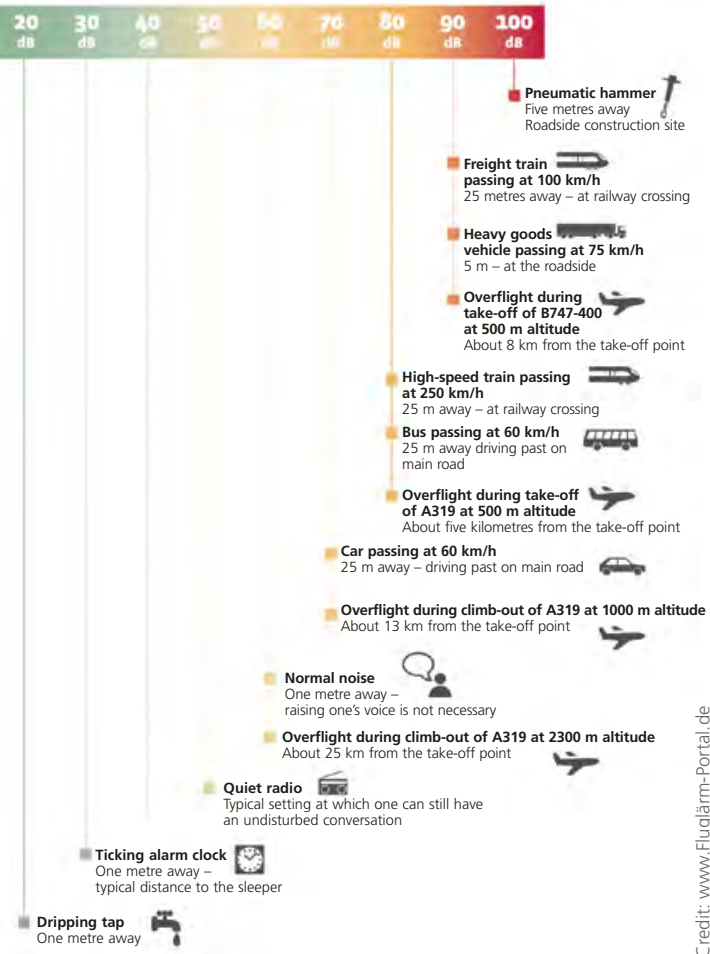 20 30 40 50 60 70 80 90 100
dB dB dB dB dB dB dB dB dB
Pneumatic hammer
Five metres away
Roadside construction site
Freight train
passing at 100 km/h
25 metres away – at railway crossing
Heavy goods
vehicle passing at 75 km/h
5 m – at the roadside
Overflight during
take-off of B747-400
at 500 m altitude
About 8 km from the take-off point
High-speed train passing
at 250 km/h
25 m away – at railway crossing
Bus passing at 60 km/h
25 m away driving past on
main road
Overflight during take-off
of A319 at 500 m altitude
About five kilometres from the take-off point
Car passing at 60 km/h
25 m away – driving past on main road
Overflight during climb-out of A319 at 1000 m altitude
About 13 km from the take-off point
Normal noise
One metre away –
raising one’s voice is not necessary
Overflight during climb-out of A319 at 2300 m altitude
About 25 km from the take-off point
Quiet radio
Typical setting at which one can still have
an undisturbed conversation
Ticking alarm clock
One metre away –
typical distance to the sleeper
Dripping tap
One metre away
Credit: www.Fluglärm-Portal.de